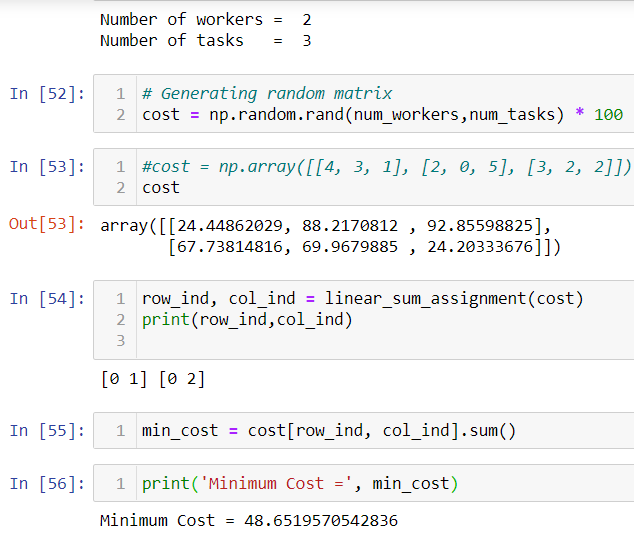 Number of workers =  2
Number of tasks   =  3
In [52]:
1 # Generating random matrix
2 cost = np.random.rand(num_workers,num_tasks) * 100
In [53]:
1 #cost = np.array([[4, 3, 1], [2, 0, 5], [3, 2, 2]])
2 cost
Out[53]: array([[24.44862029, 88.2170812 , 92.85598825],
       [67.73814816, 69.9679885 , 24.20333676]])
In [54]:
1 row_ind, col_ind = linear_sum_assignment(cost)
2 print(row_ind,col_ind)
3
[0 1] [0 2]
In [55]:
1 min_cost = cost[row_ind, col_ind].sum()
In [56]:
1 print('Minimum Cost =', min_cost)
Minimum Cost = 48.6519570542836